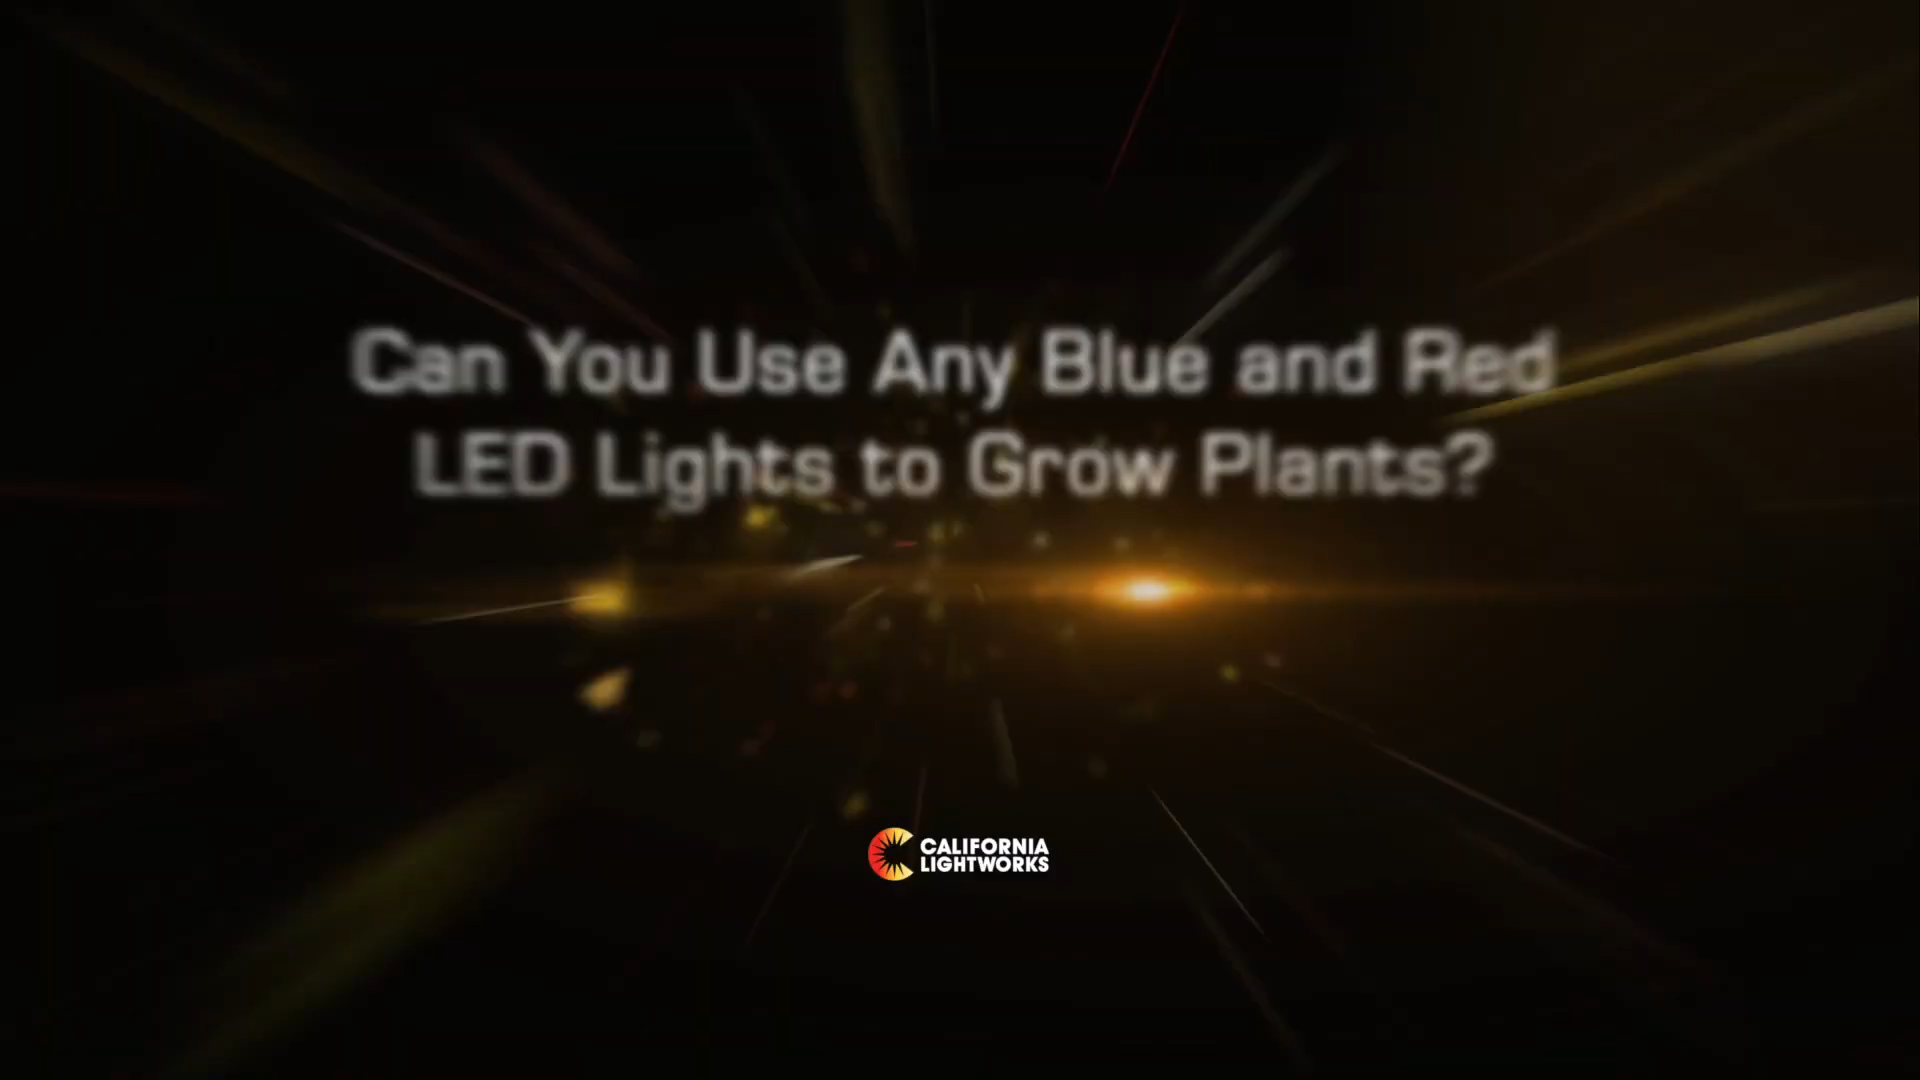 Can You Use Any Blue and Red
LED Lights to Grow Plants?
CALIFORNIA
LIGHTWORKS